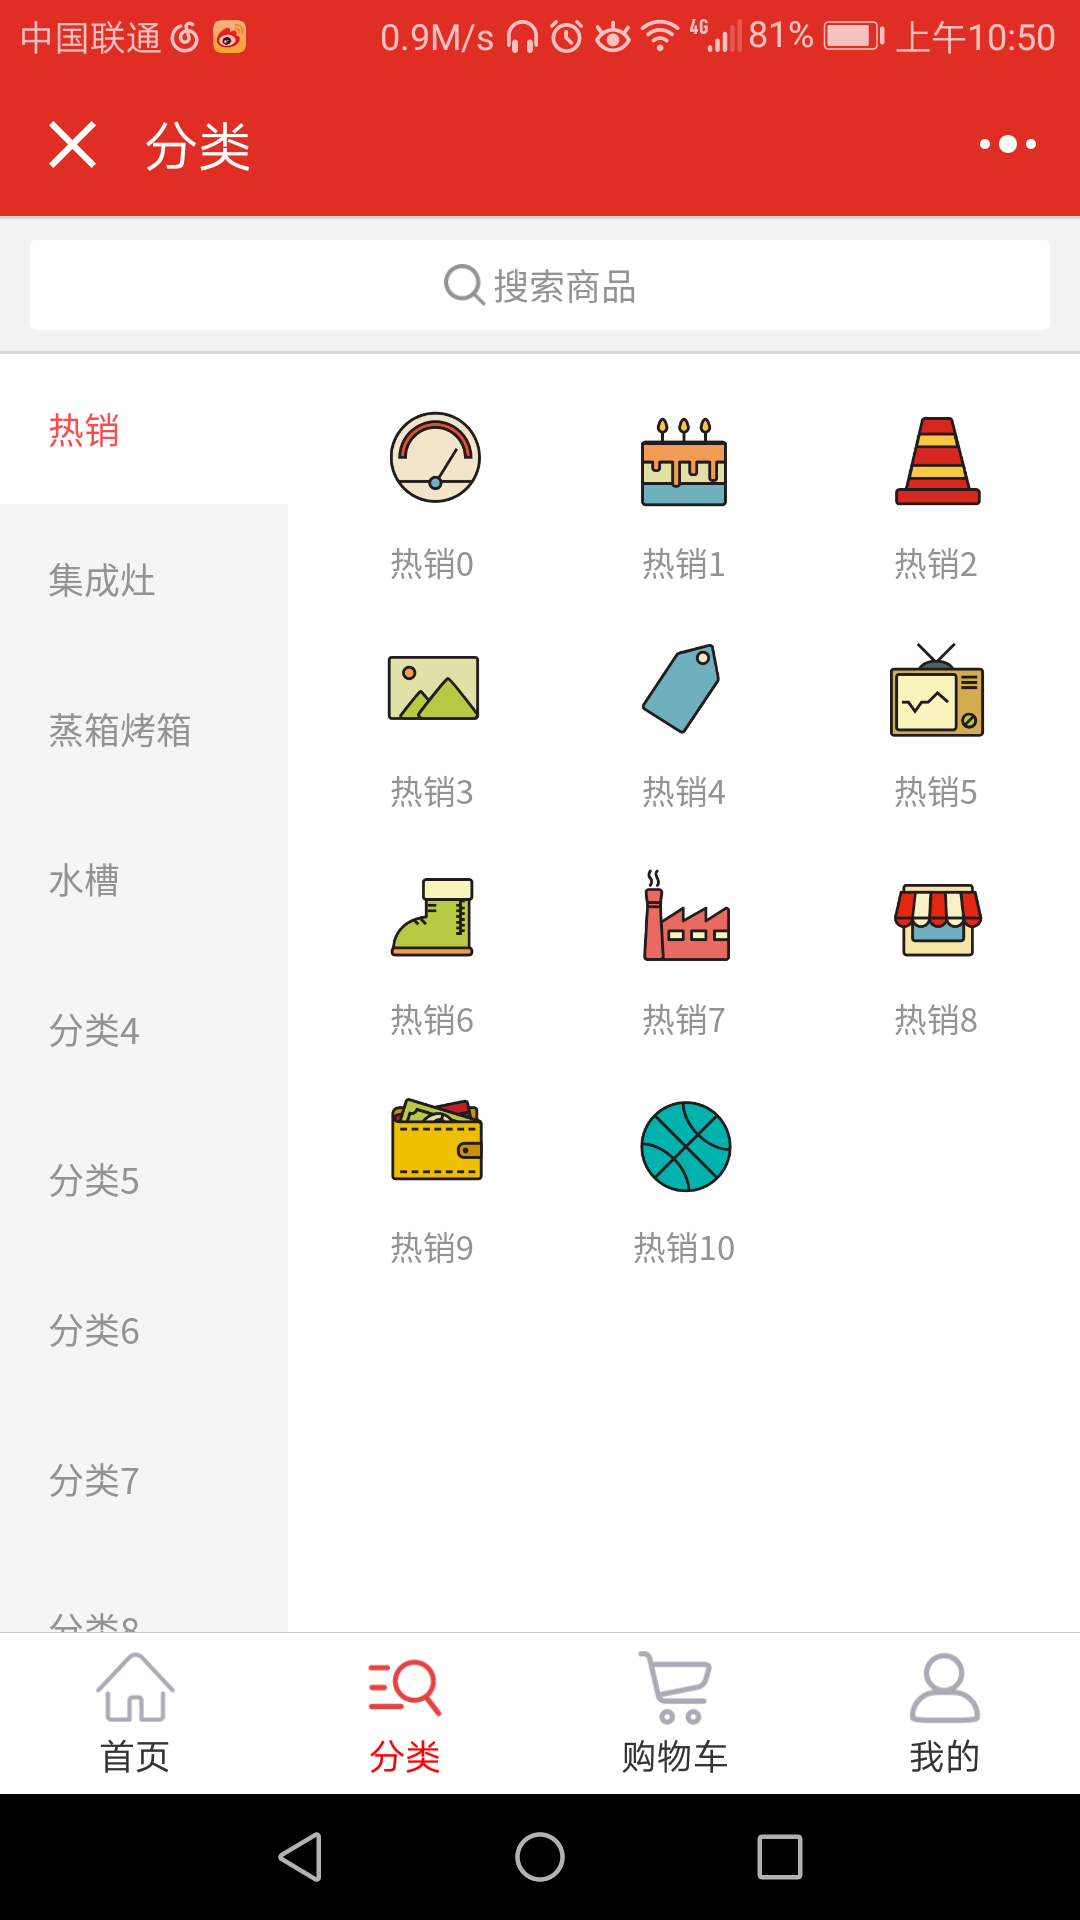 中国联通 0.9M/s 4G 81% 上午10:50
分类
搜索商品
热销
集成灶
蒸箱烤箱
水槽
分类4
分类5
分类6
分类7
分类8
热销0 热销1 热销2
热销3 热销4 热销5
热销6 热销7 热销8
热销9 热销10
首页 分类 购物车 我的